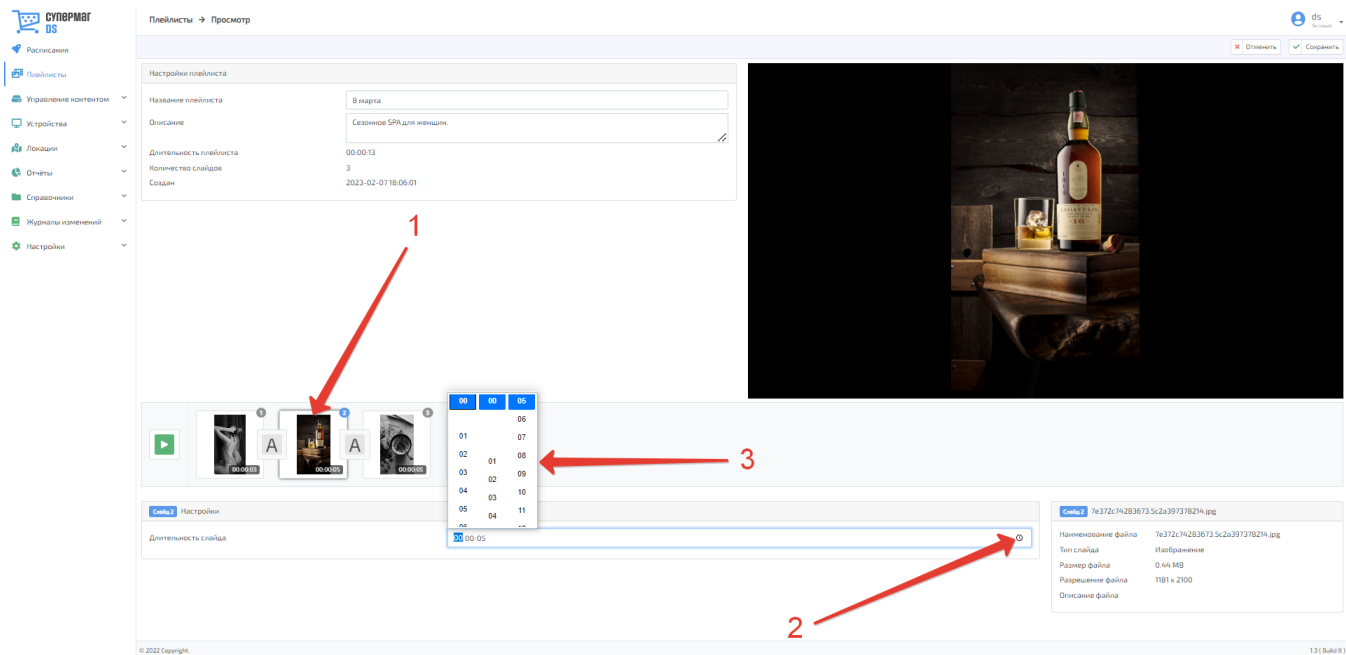 СУПЕРМАГ
DS
Плейлисты → Просмотр
ds
Тестовый
Расписания
Плейлисты
Управление контентом
Устройства
Локации
Отчёты
Справочники
Журналы изменений
Настройки
Отменить
Сохранить
Настройки плейлиста
Название плейлиста
8 марта
Описание
Сезонное SPA для женщин.
Длительность плейлиста
00:00:13
Количество слайдов
3
Создан
2023-02-07 18:06:01
LAGAVULIN
16
1
1
00:00:03
A
2
00:00:05
A
3
00:00:05
00 00 05
06
01
07
02
08
01
03
09
02
04
10
03
05
11
04
3
Слайд 2 Настройки
Длительность слайда
00:00:05
2
Слайд 2 7e372c74283673.5c2a397378214.jpg
Наименование файла 7e372c74283673.5c2a397378214.jpg
Тип слайда Изображение
Размер файла 0.44 MB
Разрешение файла 1181 x 2100
Описание файла
© 2022 Copyright.
1.3 ( Build 8 )